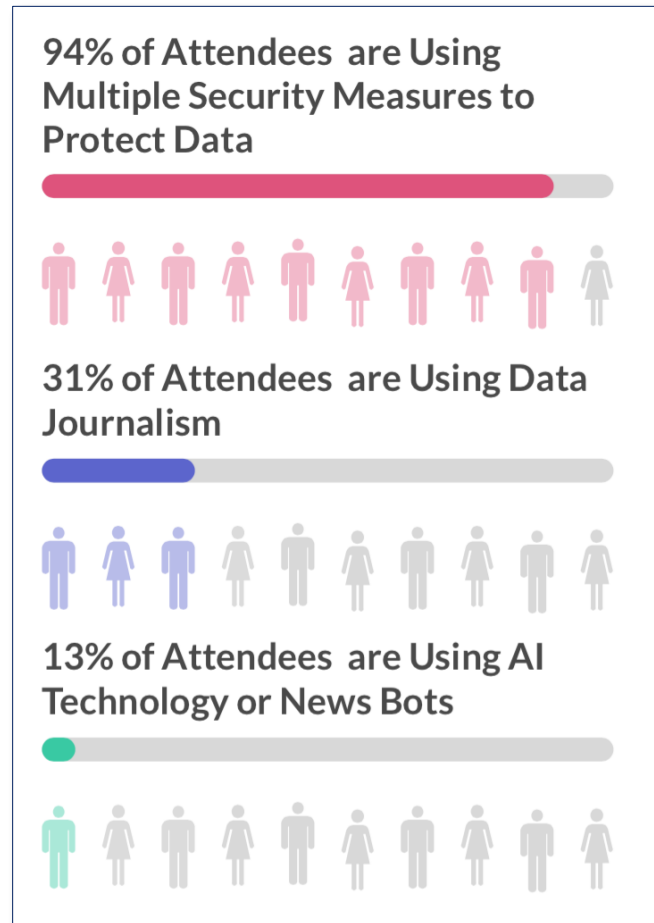 94% of Attendees  are Using
Multiple Security Measures to
Protect Data
31% of Attendees  are Using Data
Journalism
13% of Attendees  are Using AI
Technology or News Bots